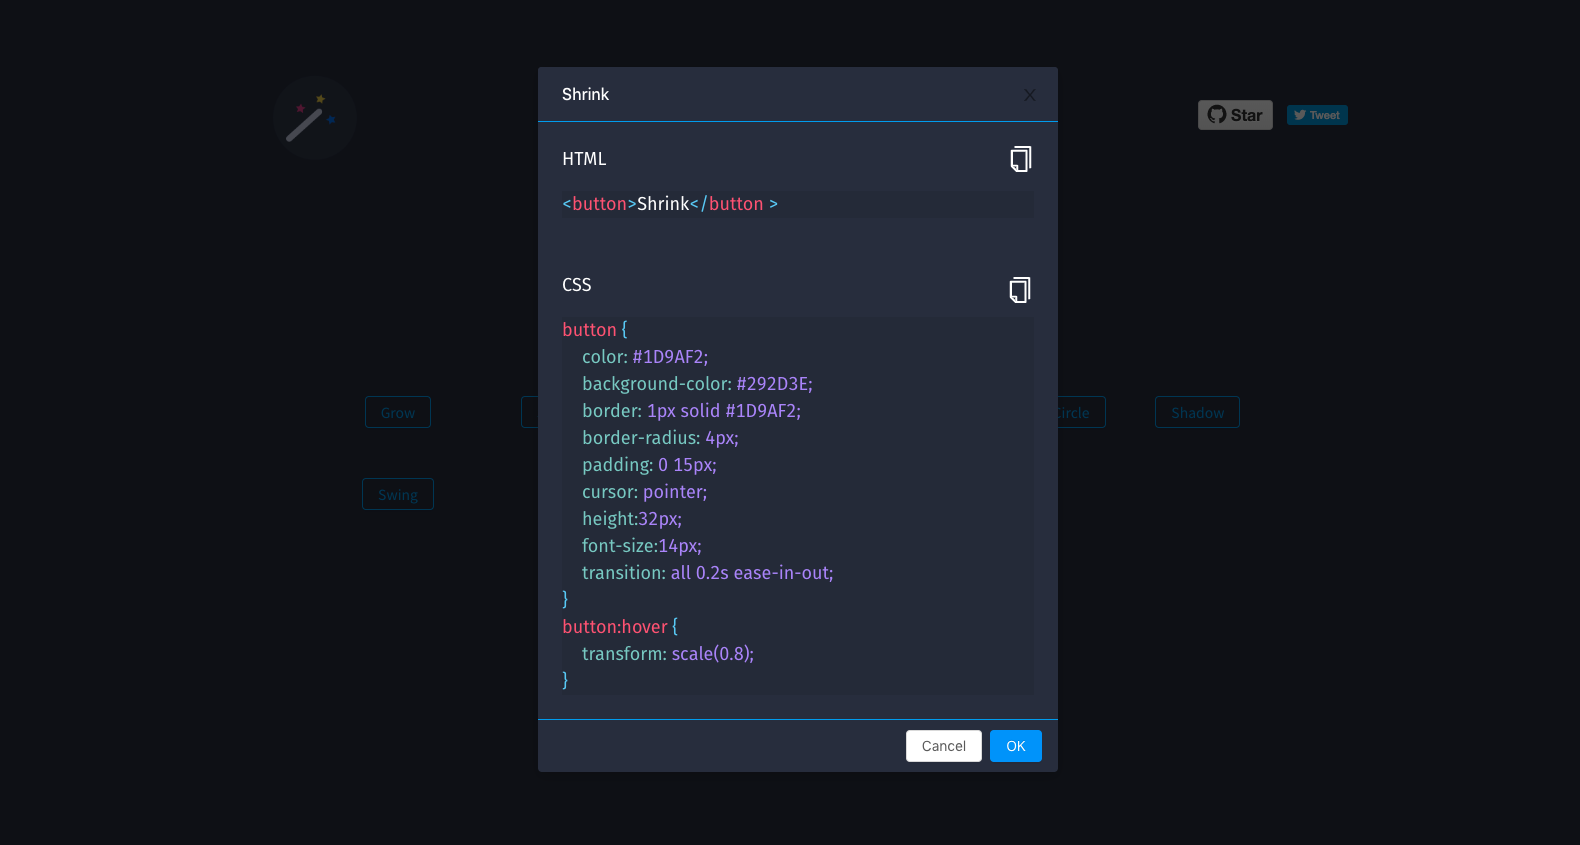 Shrink
Star
Tweet
HTML
<button>Shrink</button >
CSS
button {
color: #1D9AF2;
background-color: #292D3E;
border: 1px solid #1D9AF2;
border-radius: 4px;
padding: 0 15px;
cursor: pointer;
height:32px;
font-size:14px;
transition: all 0.2s ease-in-out;
}
button:hover {
transform: scale(0.8);
}
Grow
Shadow
Swing
Cancel
OK